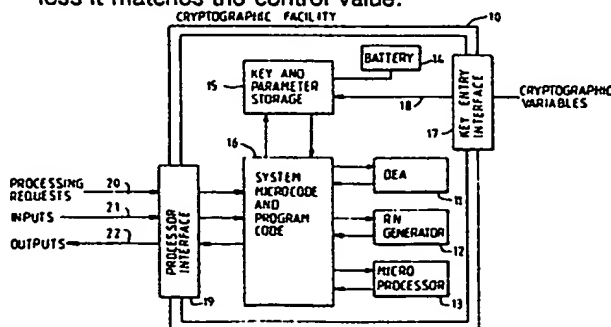 less it matches the control value.
CRYPTOGRAPHIC FACILITY
10
BATTERY
14
15
KEY AND
PARAMETER
STORAGE
18
17
KEY ENTRY
INTERFACE
CRYPTOGRAPHIC
VARIABLES
16
SYSTEM
MICROCODE
AND
PROGRAM
CODE
DEA
11
RN
GENERATOR
12
MICRO
PROCESSOR
13
PROCESSING
REQUESTS
20
INPUTS
21
OUTPUTS
22
PROCESSOR
INTERFACE
19